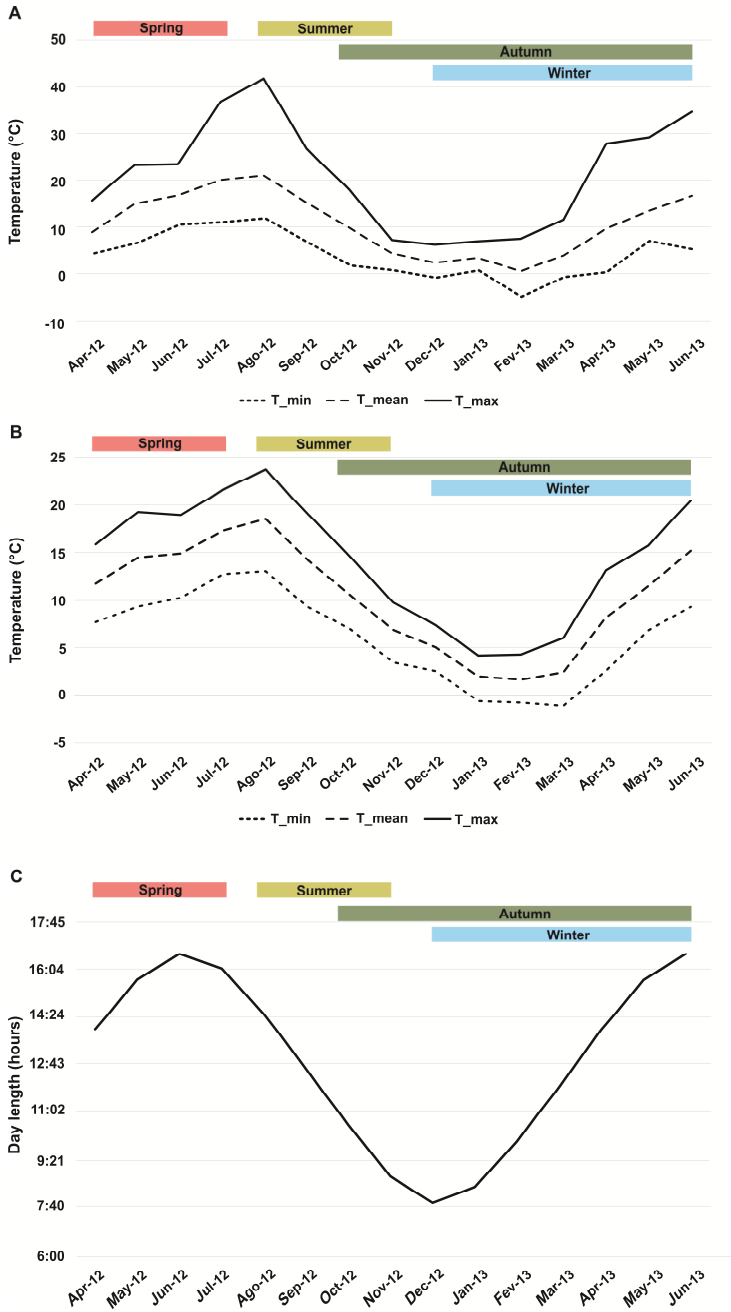 A
Spring
Summer
Autumn
Winter
50
40
30
20
10
0
-10
Temperature (°C)
Apr-12 May-12 Jun-12 Jul-12 Ago-12 Sep-12 Oct-12 Nov-12 Dec-12 Jan-13 Fev-13 Mar-13 Apr-13 May-13 Jun-13
T_min T_mean T_max
B
Spring
Summer
Autumn
Winter
25
20
15
10
5
0
-5
Temperature (°C)
Apr-12 May-12 Jun-12 Jul-12 Ago-12 Sep-12 Oct-12 Nov-12 Dec-12 Jan-13 Fev-13 Mar-13 Apr-13 May-13 Jun-13
T_min T_mean T_max
C
Spring
Summer
Autumn
Winter
17:45
16:04
14:24
12:43
11:02
9:21
7:40
6:00
Day length (hours)
Apr-12 May-12 Jun-12 Jul-12 Ago-12 Sep-12 Oct-12 Nov-12 Dec-12 Jan-13 Fev-13 Mar-13 Apr-13 May-13 Jun-13